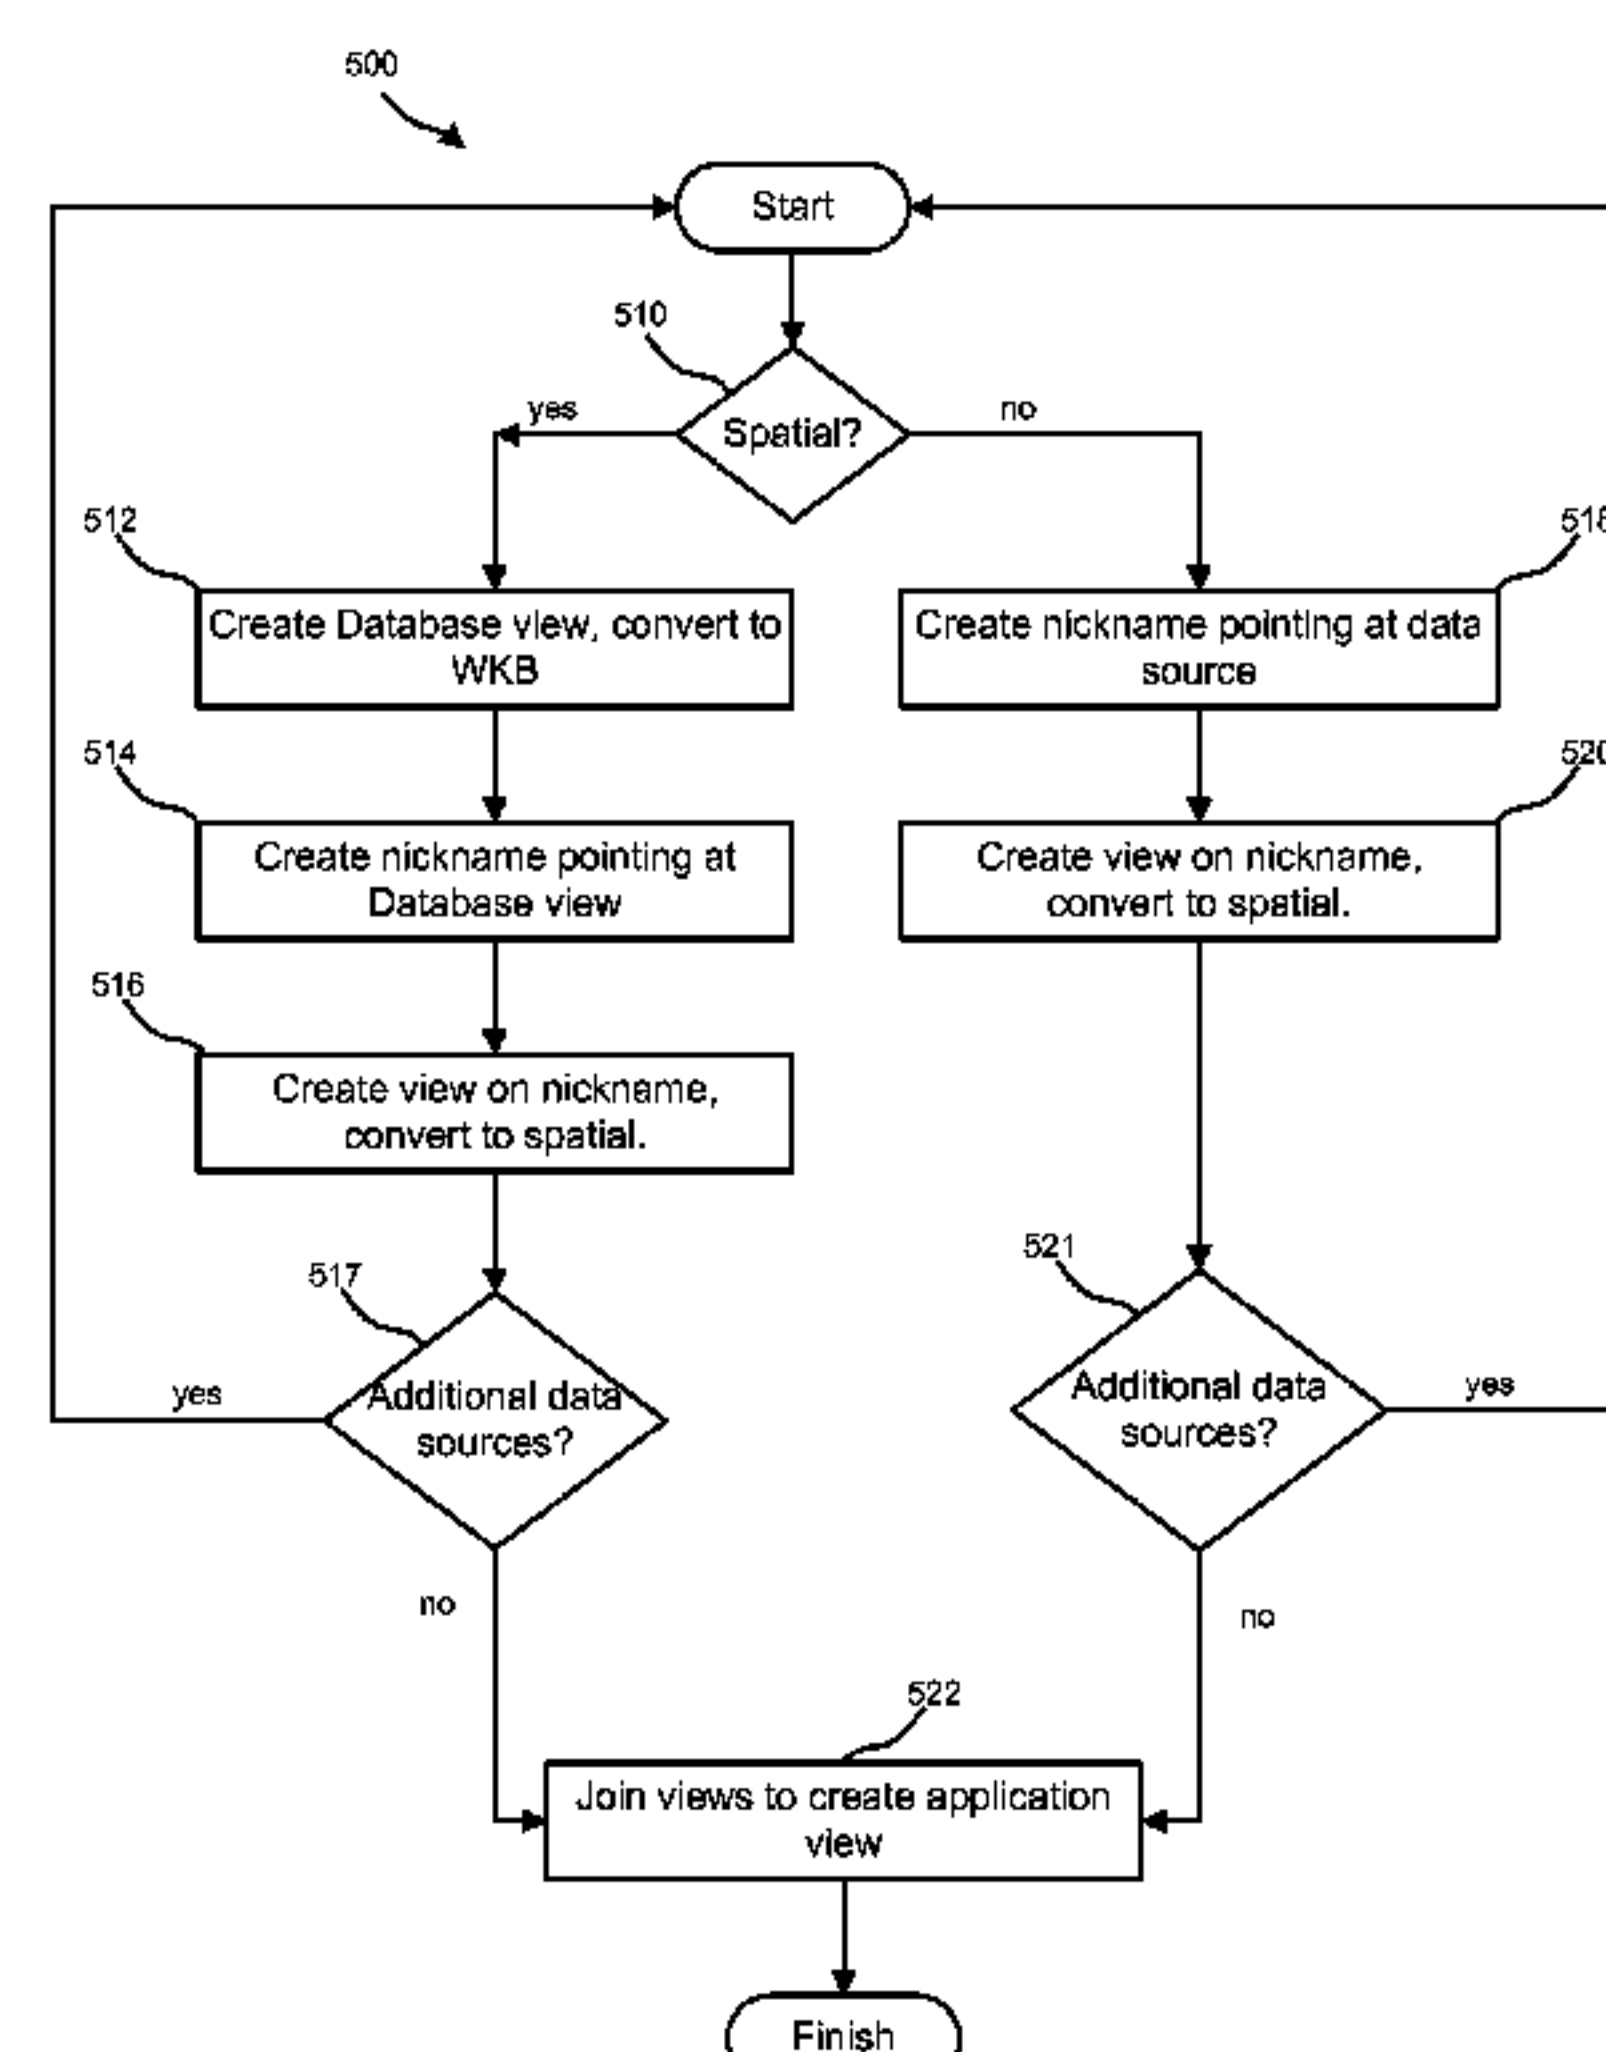 500
Start
510
yes
Spatial?
no
512
518
Create Database view, convert to
WKB
Create nickname pointing at data
source
514
520
Create nickname pointing at
Database view
Create view on nickname,
convert to spatial.
516
Create view on nickname,
convert to spatial.
517
521
yes
Additional data
sources?
Additional data
sources?
yes
no
no
522
Join views to create application
view
Finish